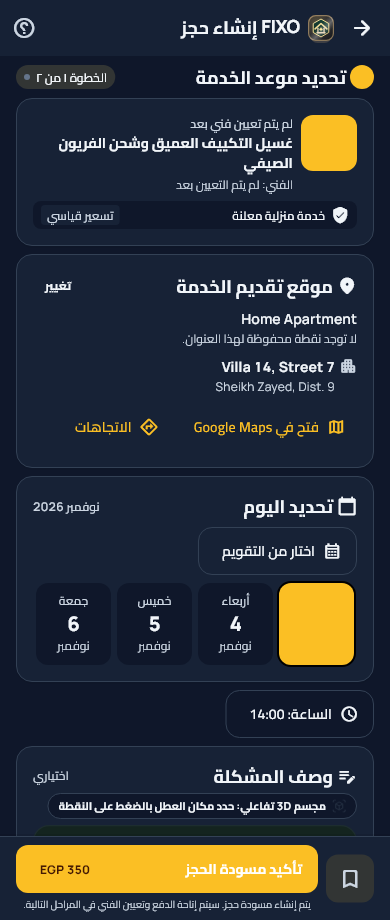 FIXO إنشاء حجز
تحديد موعد الخدمة
الخطوة ١ من ٢
لم يتم تعيين فني بعد
غسيل التكييف العميق وشحن الفريون
الصيفي
الفني: لم يتم التعيين بعد
خدمة منزلية معلنة
تسعير قياسي
موقع تقديم الخدمة
تغيير
Home Apartment
لا توجد نقطة محفوظة لهذا العنوان.
Villa 14, Street 7
Sheikh Zayed, Dist. 9
فتح في Google Maps
الاتجاهات
تحديد اليوم
نوفمبر 2026
اختار من التقويم
أربعاء
4
نوفمبر
خميس
5
نوفمبر
جمعة
6
نوفمبر
الساعة: 14:00
وصف المشكلة
اختياري
مجسم 3D تفاعلي: حدد مكان العطل بالضغط على النقطة
تأكيد مسودة الحجز
EGP 350
يتم إنشاء مسودة حجز. سيتم إتاحة الدفع وتعيين الفني في المراحل التالية.